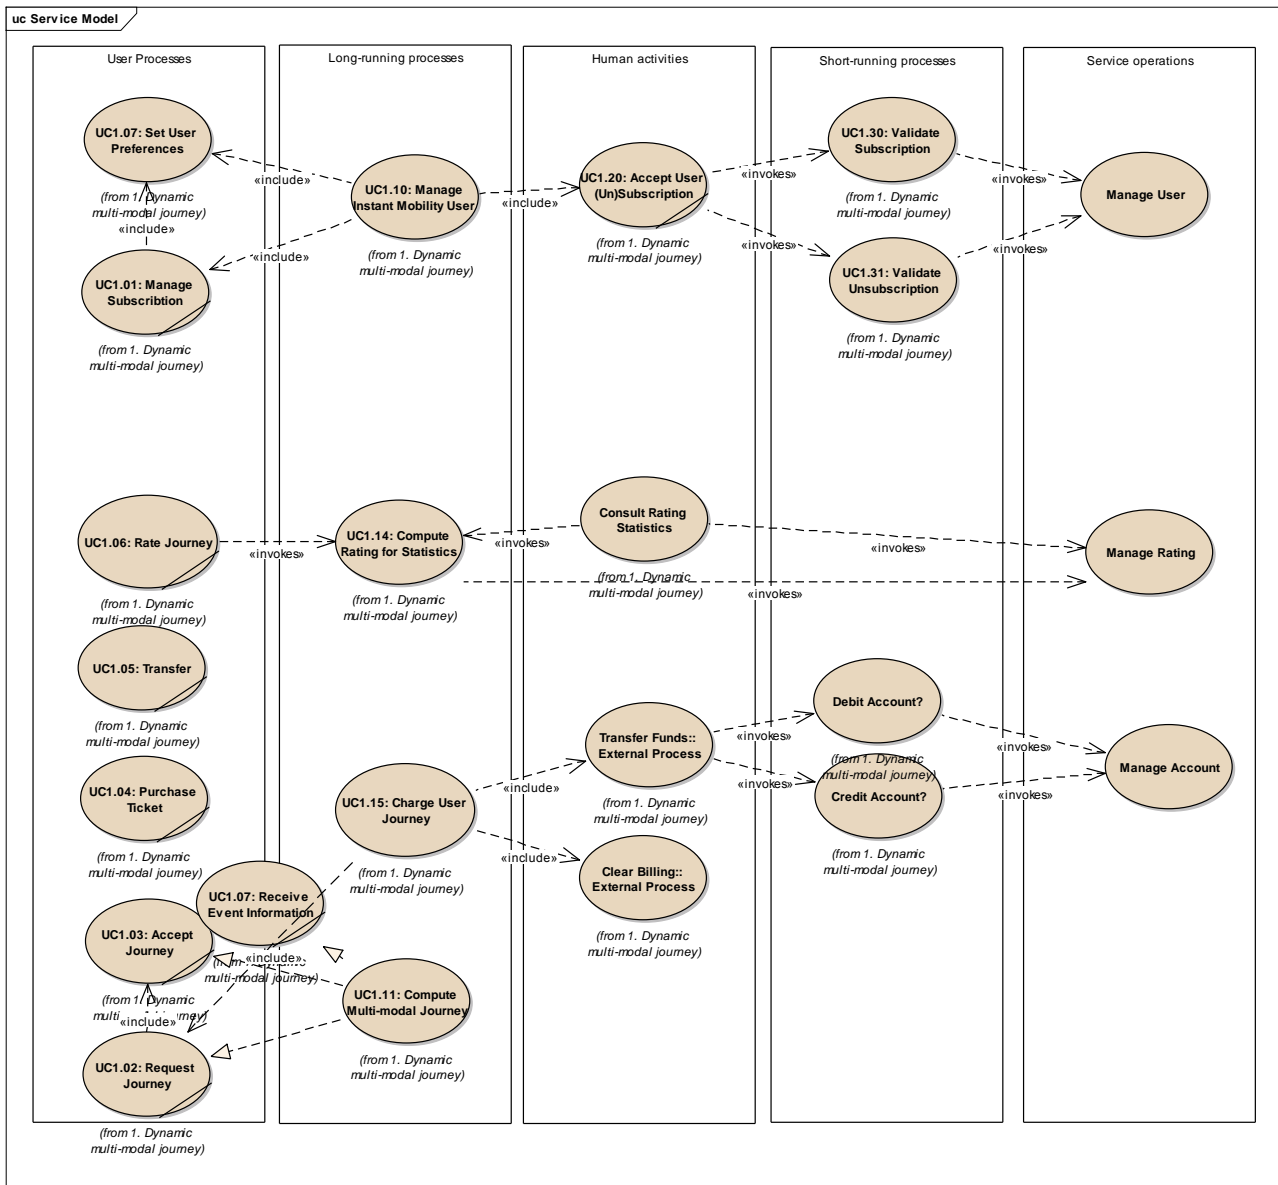 uc Service Model
User Processes
Long-running processes
Human activities
Short-running processes
Service operations
UC1.07: Set User
Preferences
(from 1. Dynamic
multi-modal journey)
«include»
UC1.01: Manage
Subscribtion
(from 1. Dynamic
multi-modal journey)
«include»
«include»
UC1.10: Manage
Instant Mobility User
(from 1. Dynamic
multi-modal journey)
«include»
UC1.20: Accept User
(Un)Subscription
(from 1. Dynamic
multi-modal journey)
«invokes»
«invokes»
UC1.30: Validate
Subscription
(from 1. Dynamic
multi-modal journey)
UC1.31: Validate
Unsubscription
(from 1. Dynamic
multi-modal journey)
«invokes»
«invokes»
Manage User
UC1.06: Rate Journey
(from 1. Dynamic
multi-modal journey)
«invokes»
UC1.14: Compute
Rating for Statistics
(from 1. Dynamic
multi-modal journey)
«invokes»
Consult Rating
Statistics
(from 1. Dynamic
multi-modal journey)
«invokes»
«invokes»
Manage Rating
UC1.05: Transfer
(from 1. Dynamic
multi-modal journey)
UC1.04: Purchase
Ticket
(from 1. Dynamic
multi-modal journey)
UC1.15: Charge User
Journey
(from 1. Dynamic
multi-modal journey)
«include»
«include»
Transfer Funds::
External Process
(from 1. Dynamic
multi-modal journey)
Clear Billing::
External Process
(from 1. Dynamic
multi-modal journey)
«invokes»
«invokes»
Debit Account?
(from 1. Dynamic
multi-modal journey)
Credit Account?
(from 1. Dynamic
multi-modal journey)
«invokes»
«invokes»
Manage Account
UC1.07: Receive
Event Information
multi-modal journey)
«include»
UC1.03: Accept
Journey
(from 1. Dynamic
«include»
UC1.11: Compute
Multi-modal Journey
(from 1. Dynamic
multi-modal journey)
UC1.02: Request
Journey
(from 1. Dynamic
multi-modal journey)